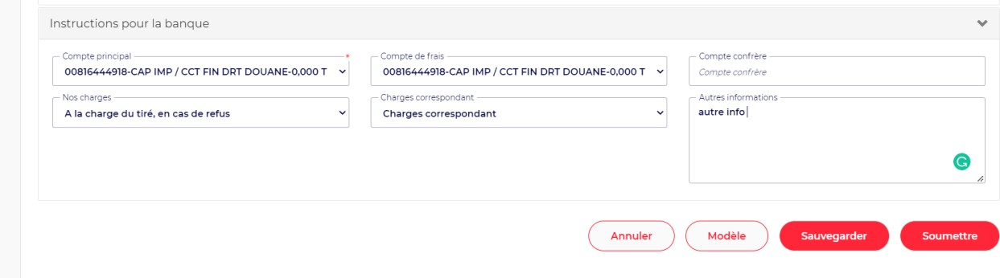 Instructions pour la banque
Compte principal *
00816444918-CAP IMP / CCT FIN DRT DOUANE-0,000 T
Compte de frais
00816444918-CAP IMP / CCT FIN DRT DOUANE-0,000 T
Compte confrère
Compte confrère
Nos charges
A la charge du tiré, en cas de refus
Charges correspondant
Charges correspondant
Autres informations
autre info
Annuler
Modèle
Sauvegarder
Soumettre